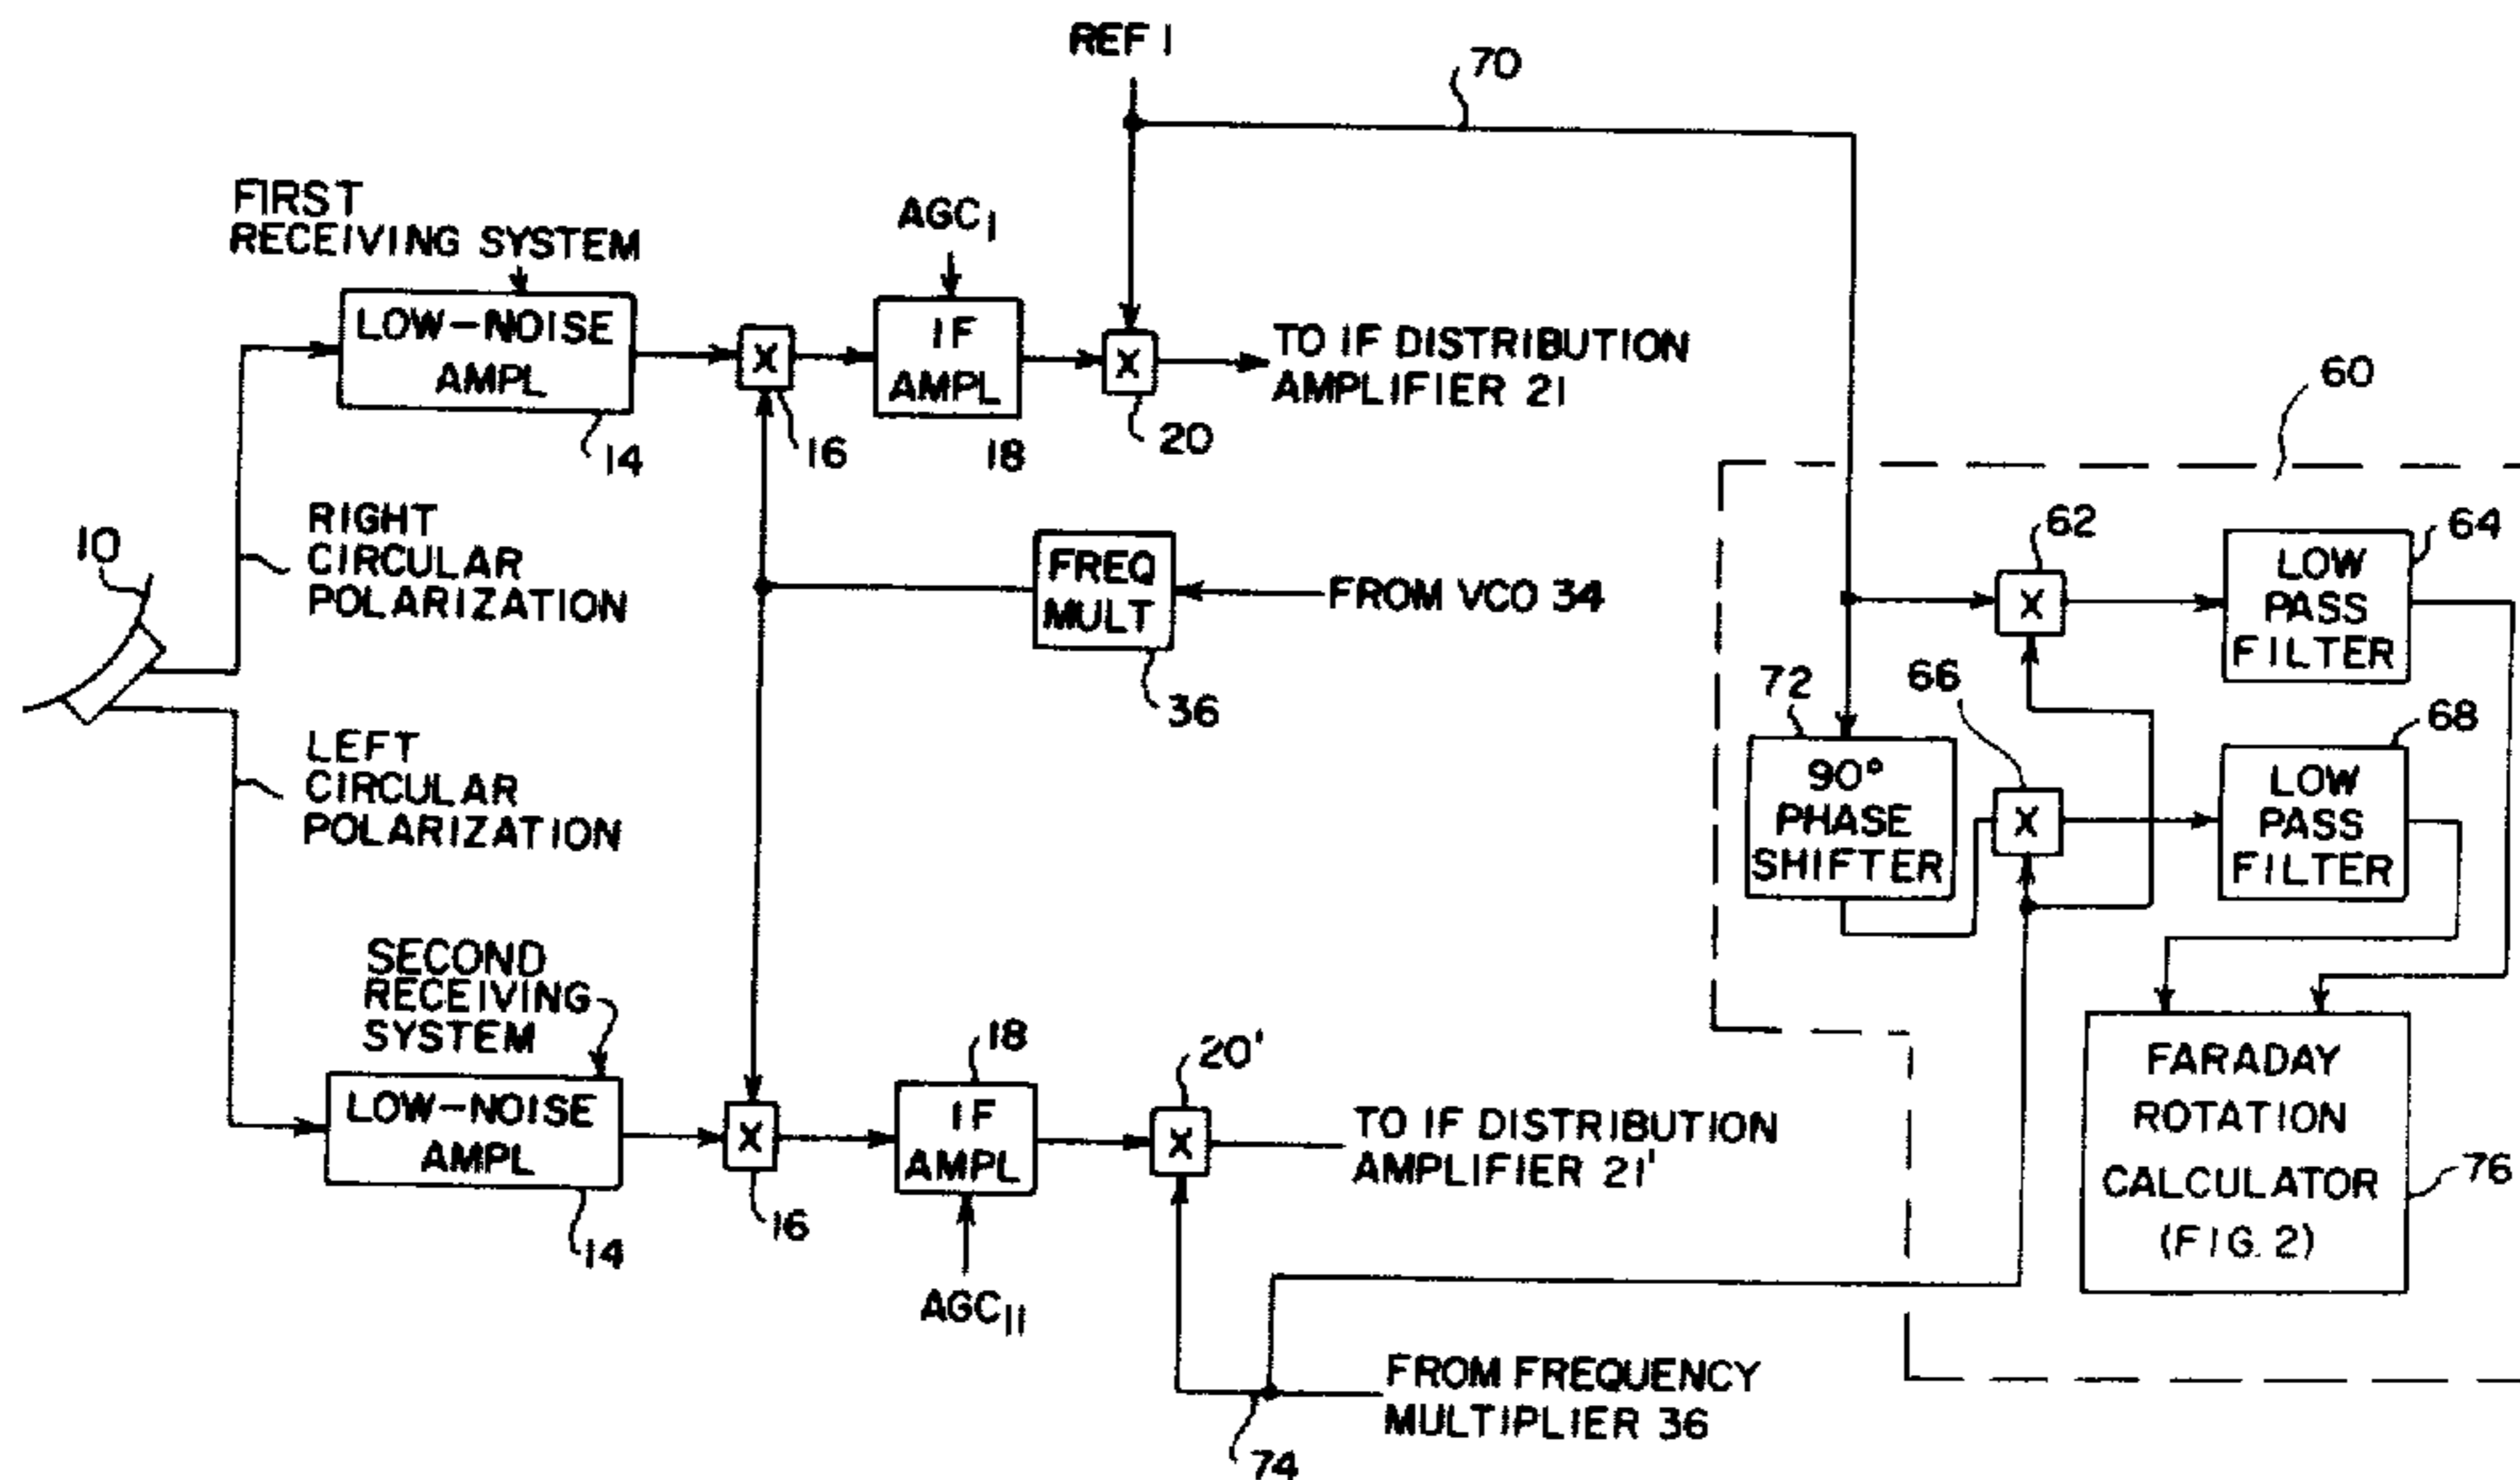 REF 1
70
FIRST
RECEIVING SYSTEM
AGC₁
LOW-NOISE
AMPL
14
X
16
IF
AMPL
18
X
20
TO IF DISTRIBUTION
AMPLIFIER 21
60
10
RIGHT
CIRCULAR
POLARIZATION
FREQ
MULT
36
FROM VCO 34
62
X
LOW
PASS
FILTER
64
LEFT
CIRCULAR
POLARIZATION
72
90°
PHASE
SHIFTER
66
X
LOW
PASS
FILTER
68
SECOND
RECEIVING
SYSTEM
LOW-NOISE
AMPL
14
X
16
18
IF
AMPL
AGC₁₁
20'
X
TO IF DISTRIBUTION
AMPLIFIER 21'
FARADAY
ROTATION
CALCULATOR
(FIG. 2)
76
FROM FREQUENCY
MULTIPLIER 36
74